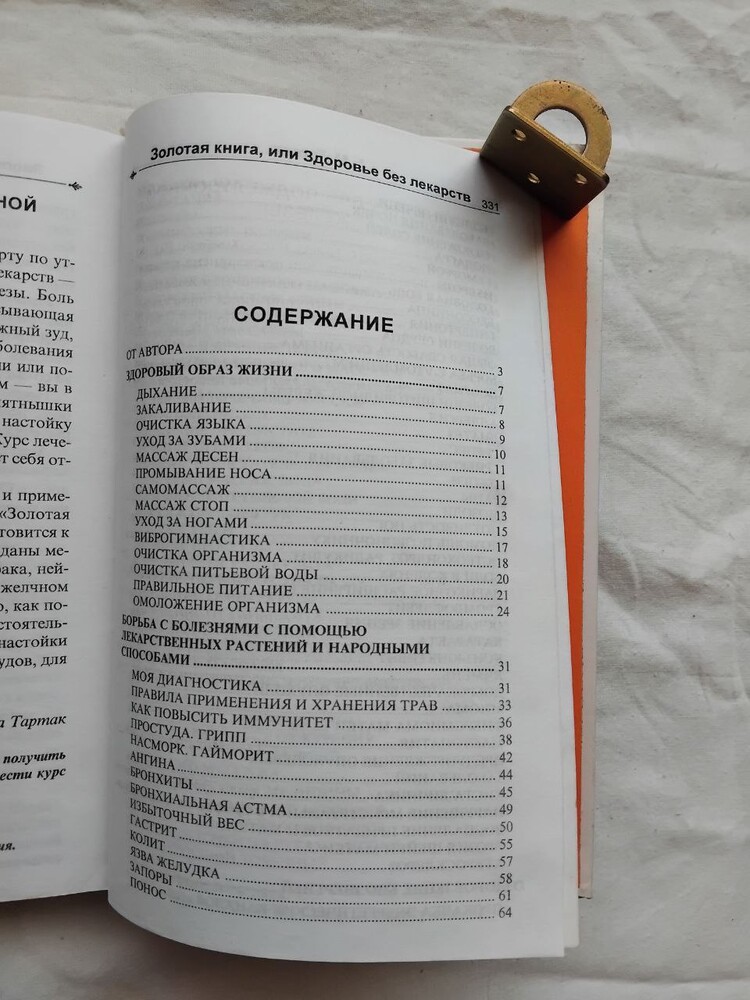 НОЙ
рту по ут-
екарств —
езы. Боль
ывающая
жный зуд,
болевания
и или по-
м — вы в
ятнышки
настойку
Курс лече-
т себя от-
и приме-
«Золотая
товится к
даны ме-
рака, ней-
желчном
о, как по-
стоятель-
настойки
удов, для
а Тартак
получить
ести курс
ия.
Золотая книга, или Здоровье без лекарств 331
СОДЕРЖАНИЕ
ОТ АВТОРА ... 3
ЗДОРОВЫЙ ОБРАЗ ЖИЗНИ ... 7
ДЫХАНИЕ ... 7
ЗАКАЛИВАНИЕ ... 8
ОЧИСТКА ЯЗЫКА ... 9
УХОД ЗА ЗУБАМИ ... 10
МАССАЖ ДЕСЕН ... 11
ПРОМЫВАНИЕ НОСА ... 11
САМОМАССАЖ ... 12
МАССАЖ СТОП ... 13
УХОД ЗА НОГАМИ ... 15
ВИБРОГИМНАСТИКА ... 17
ОЧИСТКА ОРГАНИЗМА ... 18
ОЧИСТКА ПИТЬЕВОЙ ВОДЫ ... 20
ПРАВИЛЬНОЕ ПИТАНИЕ ... 21
ОМОЛОЖЕНИЕ ОРГАНИЗМА ... 24
БОРЬБА С БОЛЕЗНЯМИ С ПОМОЩЬЮ
ЛЕКАРСТВЕННЫХ РАСТЕНИЙ И НАРОДНЫМИ
СПОСОБАМИ ... 31
МОЯ ДИАГНОСТИКА ... 31
ПРАВИЛА ПРИМЕНЕНИЯ И ХРАНЕНИЯ ТРАВ ... 33
КАК ПОВЫСИТЬ ИММУНИТЕТ ... 36
ПРОСТУДА. ГРИПП ... 38
НАСМОРК. ГАЙМОРИТ ... 42
АНГИНА ... 44
БРОНХИТЫ ... 45
БРОНХИАЛЬНАЯ АСТМА ... 49
ИЗБЫТОЧНЫЙ ВЕС ... 50
ГАСТРИТ ... 55
КОЛИТ ... 57
ЯЗВА ЖЕЛУДКА ... 58
ЗАПОРЫ ... 61
ПОНОС ... 64